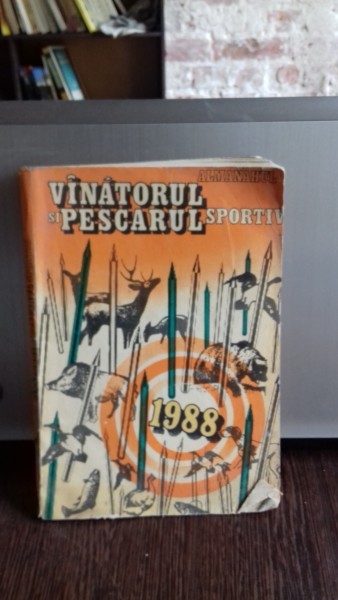 ALMANAHUL
VÎNĂTORUL
și PESCARUL SPORTIV
1988